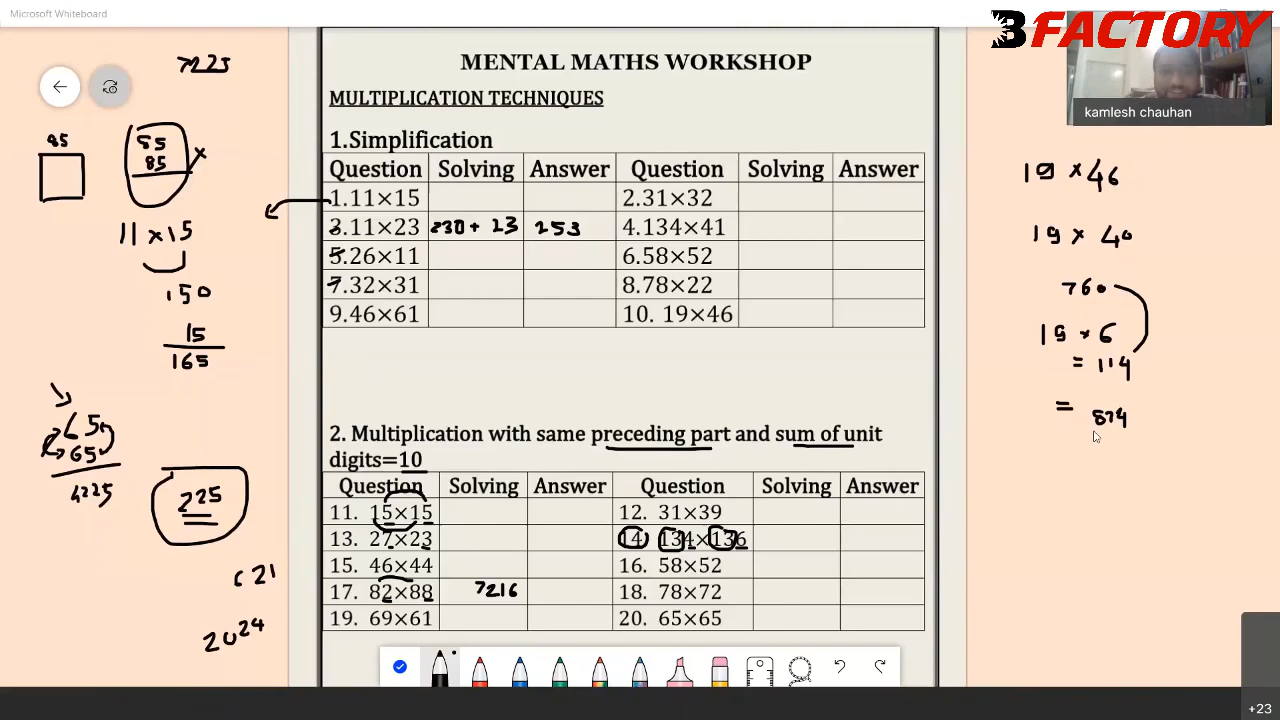 Microsoft Whiteboard
BFACTORY
kamlesh chauhan
MENTAL MATHS WORKSHOP
MULTIPLICATION TECHNIQUES
1.Simplification
Question Solving Answer Question Solving Answer
1.11×15 2.31×32
3.11×23 230+ 23 253 4.134×41
5.26×11 6.58×52
7.32×31 8.78×22
9.46×61 10. 19×46
2. Multiplication with same preceding part and sum of unit
digits=10
Question Solving Answer Question Solving Answer
11. 15×15 12. 31×39
13. 27×23 14. 134×136
15. 46×44 16. 58×52
17. 82×88 7216 18. 78×72
19. 69×61 20. 65×65
7225
85
85
85 ×
11 ×15
150
15
165
65
65
4225
225
621
2024
19 ×46
19 × 40
760
19 × 6
= 114
= 874
+23